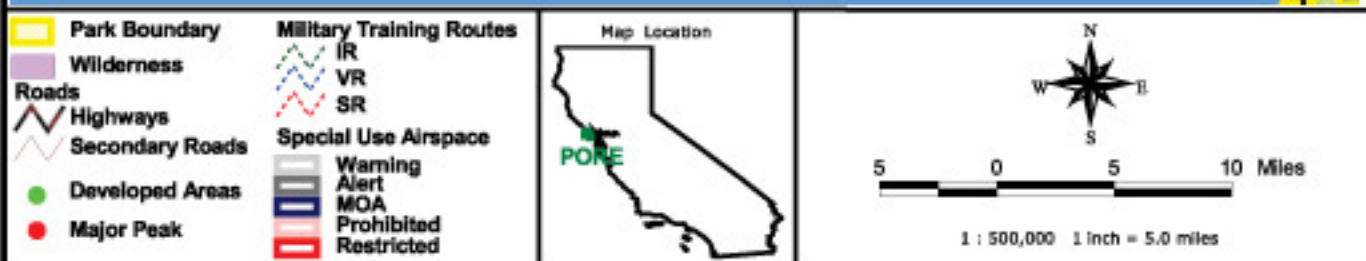 Park Boundary
Wilderness
Roads
Highways
Secondary Roads
Developed Areas
Major Peak
Military Training Routes
IR
VR
SR
Special Use Airspace
Warning
Alert
MOA
Prohibited
Restricted
Map Location
PORE
N
W E
S
5 0 5 10 Miles
1 : 500,000 1 inch = 5.0 miles